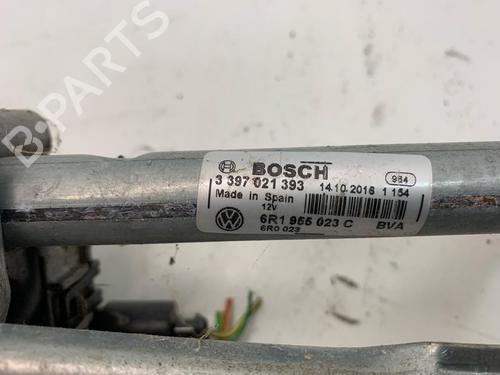 B-PARTS
BOSCH
984
3 397 021 393 14.10.2016 1 154
Made in Spain
12V
6R1 955 023 C BVA
6R0 023